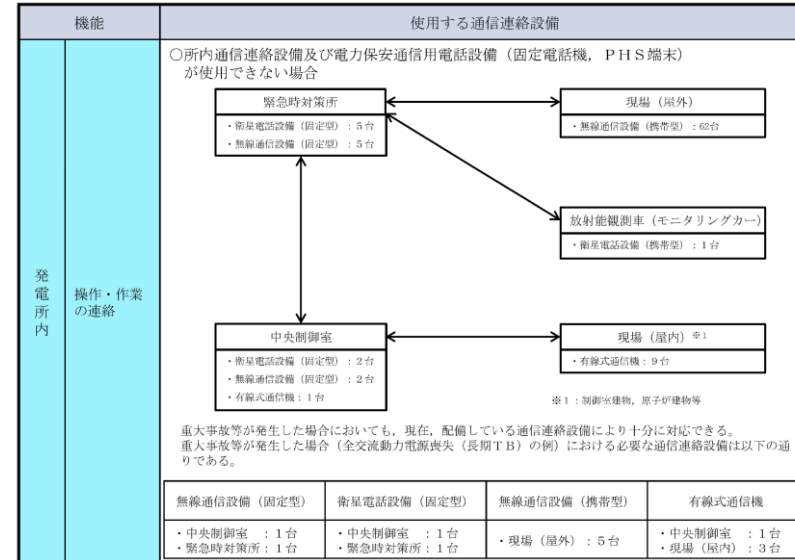 機能
使用する通信連絡設備
発電所内
操作・作業
の連絡
○所内通信連絡設備及び電力保安通信用電話設備（固定電話機，ＰＨＳ端末）
が使用できない場合
緊急時対策所
・衛星電話設備（固定型）：５台
・無線通信設備（固定型）：５台
現場（屋外）
・無線通信設備（携帯型）：62台
放射能観測車（モニタリングカー）
・衛星電話設備（携帯型）：１台
中央制御室
・衛星電話設備（固定型）：２台
・無線通信設備（固定型）：２台
・有線式通信機：１台
現場（屋内）※１
・有線式通信機：９台
※１：制御室建物，原子炉建物等
重大事故等が発生した場合においても，現在，配備している通信連絡設備により十分に対応できる。
重大事故等が発生した場合（全交流動力電源喪失（長期ＴＢ）の例）における必要な通信連絡設備は以下の通
りである。
無線通信設備（固定型）
衛星電話設備（固定型）
無線通信設備（携帯型）
有線式通信機
・中央制御室　：１台
・緊急時対策所：１台
・中央制御室　：１台
・緊急時対策所：１台
・現場（屋外）：５台
・中央制御室　：１台
・現場（屋内）：３台